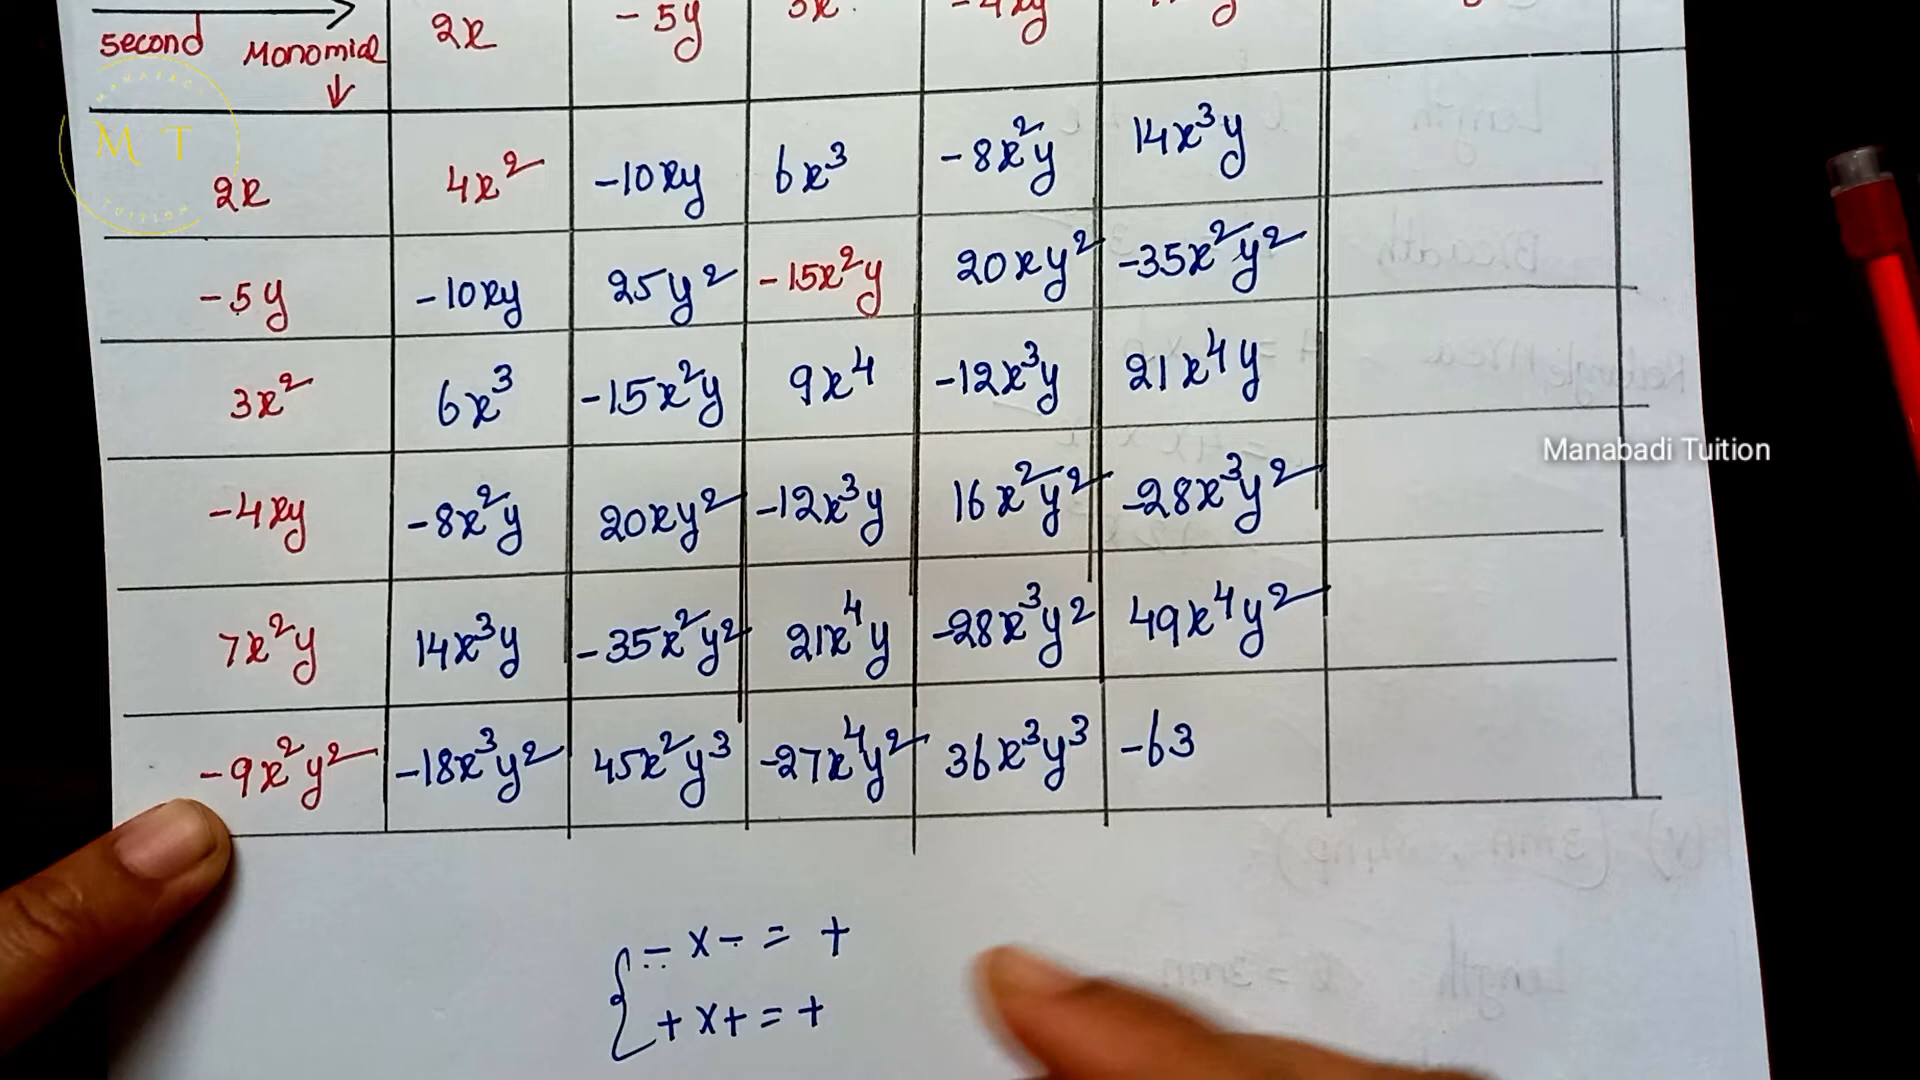 second Monomial 2x -5y
↓
M T
2x 4x² -10xy 6x³ -8x²y 14x³y
-5y -10xy 25y² -15x²y 20xy² -35x²y²
3x² 6x³ -15x²y 9x⁴ -12x³y 21x⁴y
Manabadi Tuition
-4xy -8x²y 20xy² -12x³y 16x²y² -28x³y²
7x²y 14x³y -35x²y² 21x⁴y -28x³y² 49x⁴y²
-9x²y² -18x³y² 45x²y³ -27x⁴y² 36x³y³ -63
- x - = +
+ x + = +